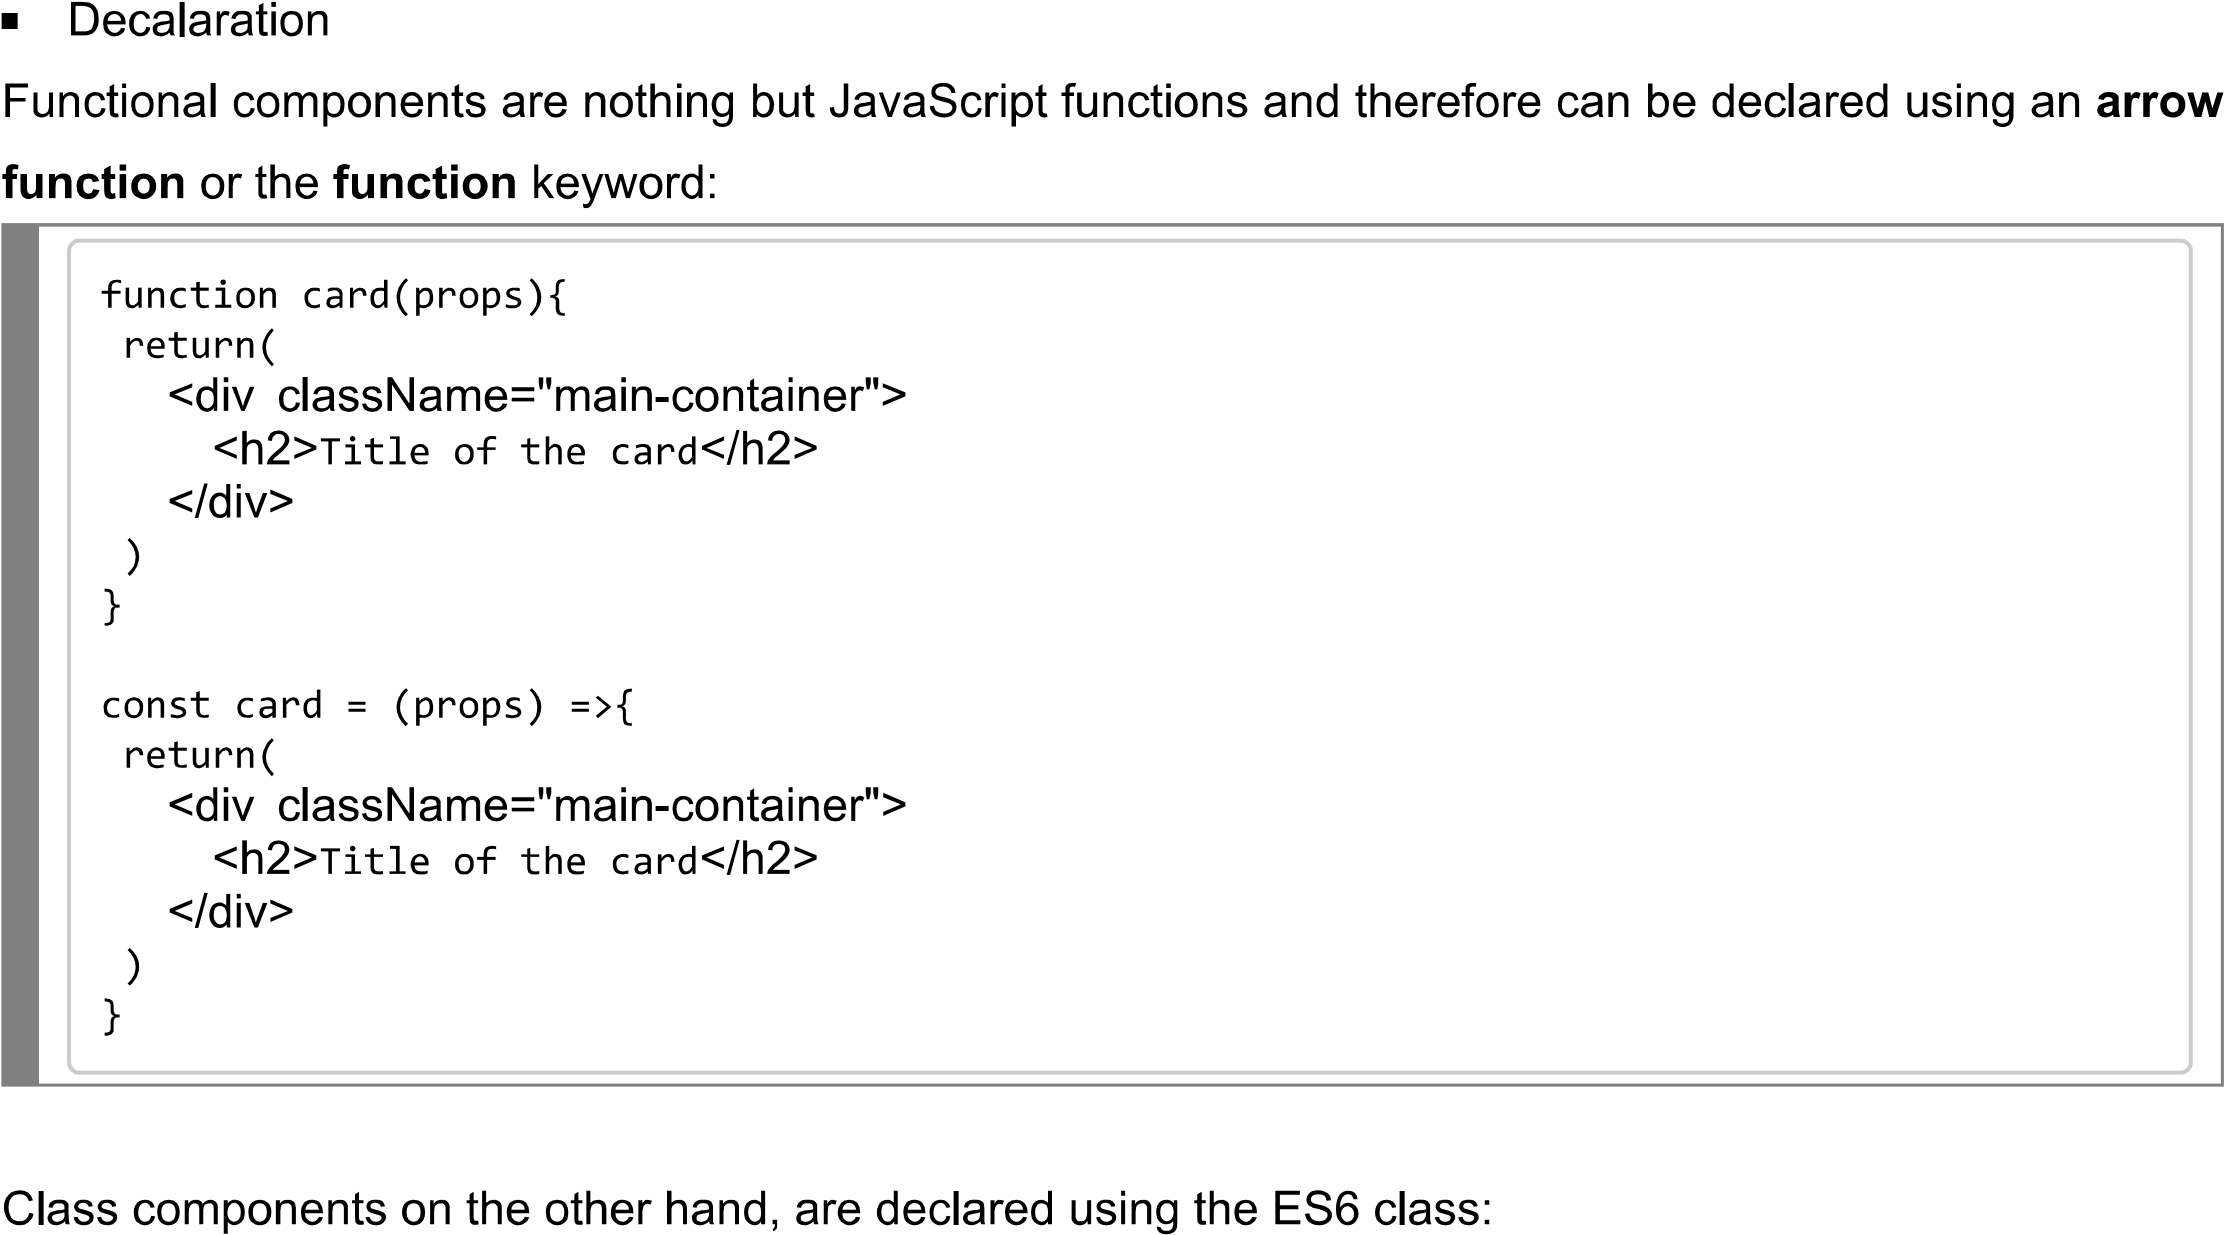 ▪ Decalaration
Functional components are nothing but JavaScript functions and therefore can be declared using an arrow
function or the function keyword:
function card(props){
 return(
   <div className="main-container">
     <h2>Title of the card</h2>
   </div>
 )
}
const card = (props) =>{
 return(
   <div className="main-container">
     <h2>Title of the card</h2>
   </div>
 )
}
Class components on the other hand, are declared using the ES6 class: